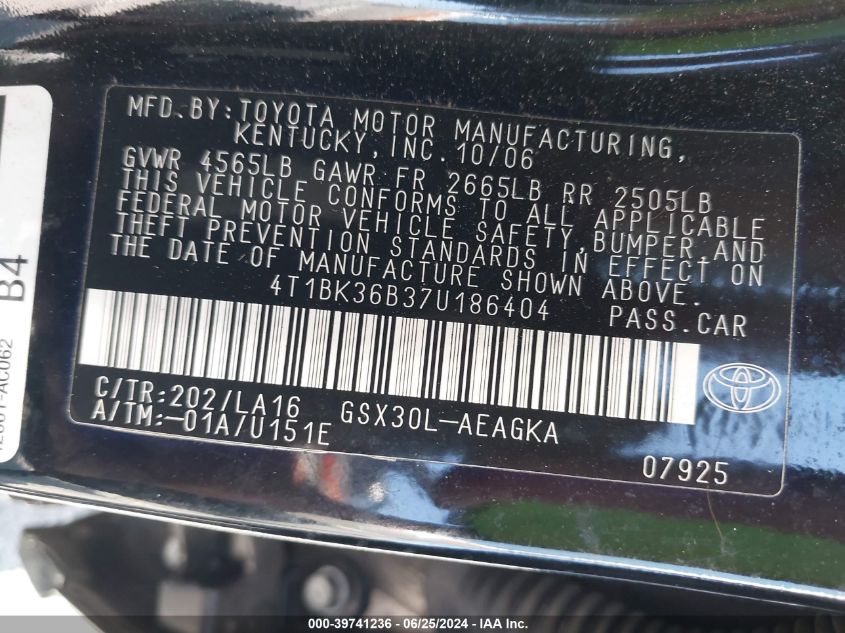 MFD.BY:TOYOTA MOTOR MANUFACTURING,
KENTUCKY,INC.10/06
GVWR 4565LB GAWR FR 2665LB RR 2505LB
THIS VEHICLE CONFORMS TO ALL APPLICABLE
FEDERAL MOTOR VEHICLE SAFETY,BUMPER,AND
THEFT PREVENTION STANDARDS IN EFFECT ON
THE DATE OF MANUFACTURE SHOWN ABOVE.
4T1BK36B37U186404 PASS.CAR
C/TR:202/LA16 GSX30L-AEAGKA
A/TM:-01A/U151E
07925
B4
000-39741236 - 06/25/2024 - IAAI.com